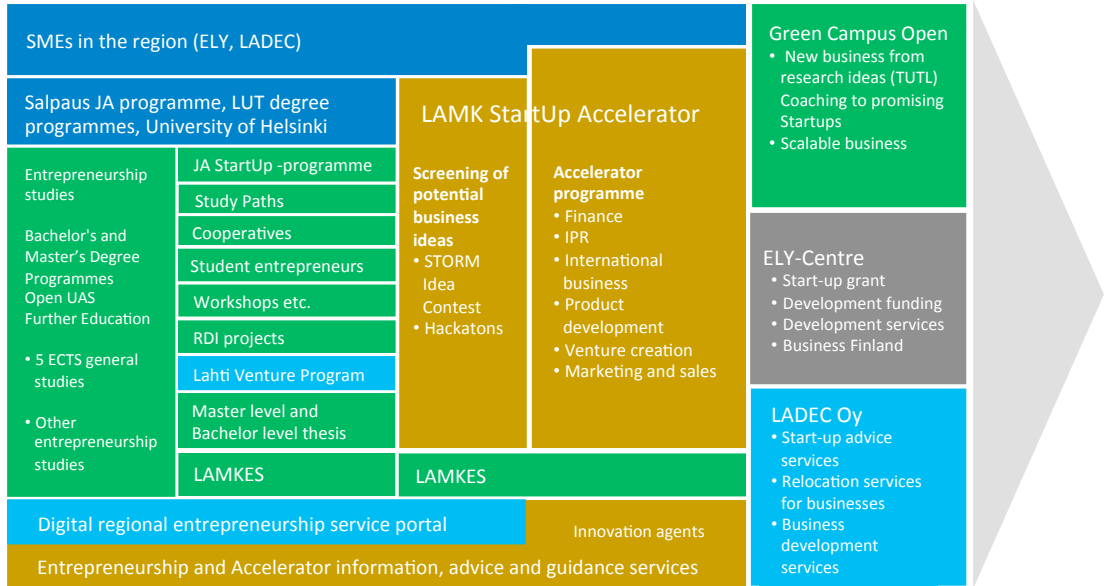 SMEs in the region (ELY, LADEC)
Salpaus JA programme, LUT degree
programmes, University of Helsinki
Entrepreneurship
studies
Bachelor's and
Master's Degree
Programmes
Open UAS
Further Education
• 5 ECTS general
studies
• Other
entrepreneurship
studies
JA StartUp -programme
Study Paths
Cooperatives
Student entrepreneurs
Workshops etc.
RDI projects
Lahti Venture Program
Master level and
Bachelor level thesis
LAMKES
LAMK StartUp Accelerator
Screening of
potential
business
ideas
• STORM
Idea
Contest
• Hackatons
Accelerator
programme
• Finance
• IPR
• International
business
• Product
development
• Venture creation
• Marketing and sales
LAMKES
Digital regional entrepreneurship service portal
Innovation agents
Entrepreneurship and Accelerator information, advice and guidance services
Green Campus Open
• New business from
research ideas (TUTL)
Coaching to promising
Startups
• Scalable business
ELY-Centre
• Start-up grant
• Development funding
• Development services
• Business Finland
LADEC Oy
• Start-up advice
services
• Relocation services
for businesses
• Business
development
services